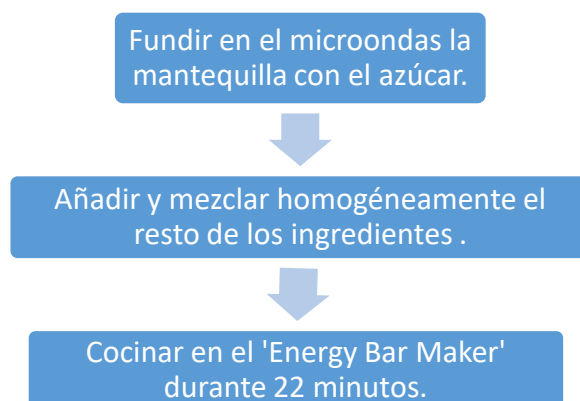 Fundir en el microondas la
mantequilla con el azúcar.
Añadir y mezclar homogéneamente el
resto de los ingredientes .
Cocinar en el 'Energy Bar Maker'
durante 22 minutos.